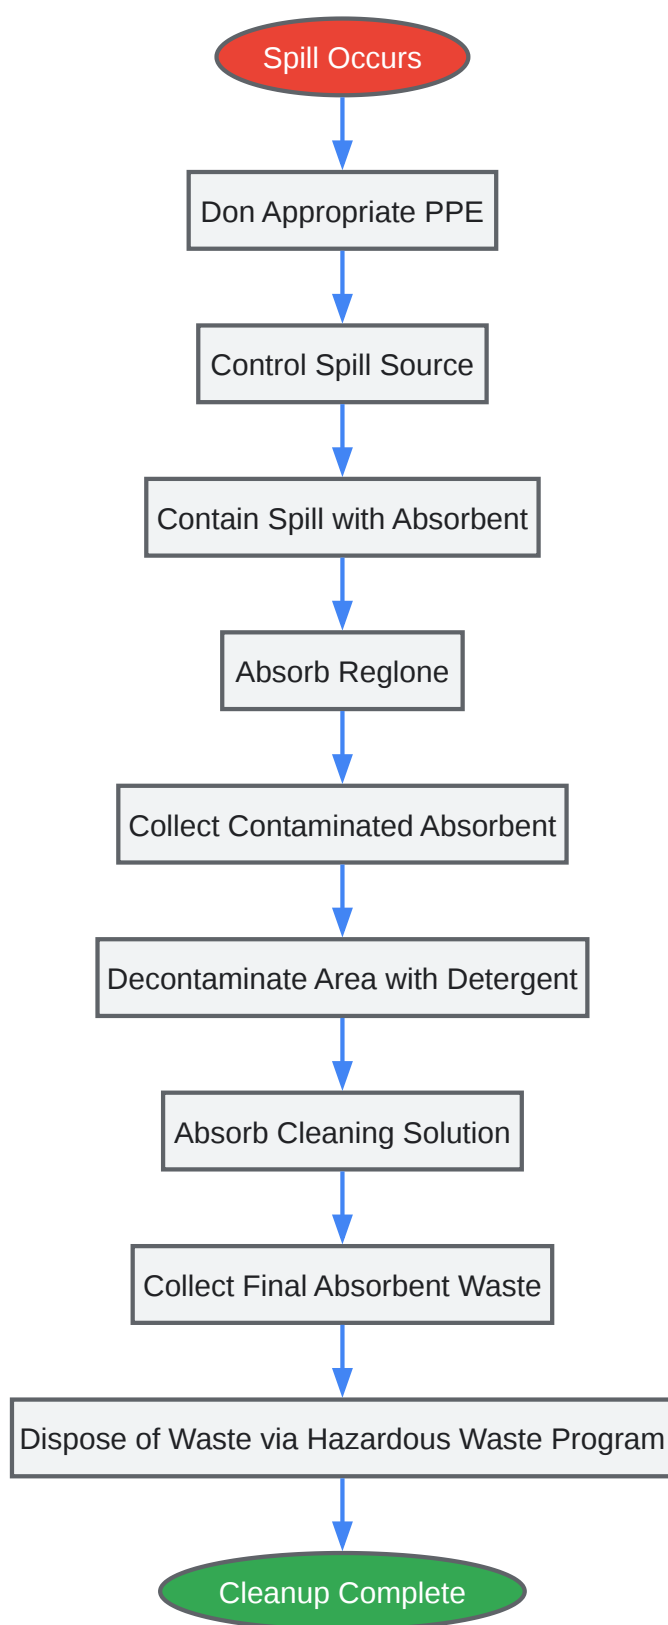 Spill Occurs
Don Appropriate PPE
Control Spill Source
Contain Spill with Absorbent
Absorb Reglone
Collect Contaminated Absorbent
Decontaminate Area with Detergent
Absorb Cleaning Solution
Collect Final Absorbent Waste
Dispose of Waste via Hazardous Waste Program
Cleanup Complete